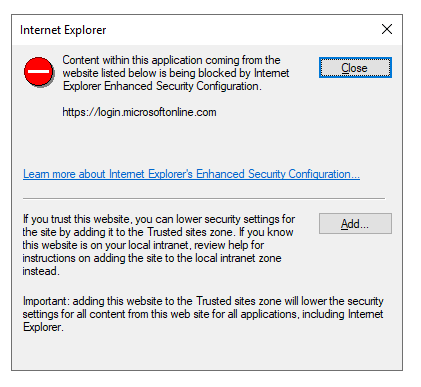 Internet Explorer
Content within this application coming from the
website listed below is being blocked by Internet
Explorer Enhanced Security Configuration.
Close
https://login.microsoftonline.com
Learn more about Internet Explorer's Enhanced Security Configuration...
If you trust this website, you can lower security settings for
the site by adding it to the Trusted sites zone. If you know
this website is on your local intranet, review help for
instructions on adding the site to the local intranet zone
instead.
Add...
Important: adding this website to the Trusted sites zone will lower the security
settings for all content from this web site for all applications, including Internet
Explorer.